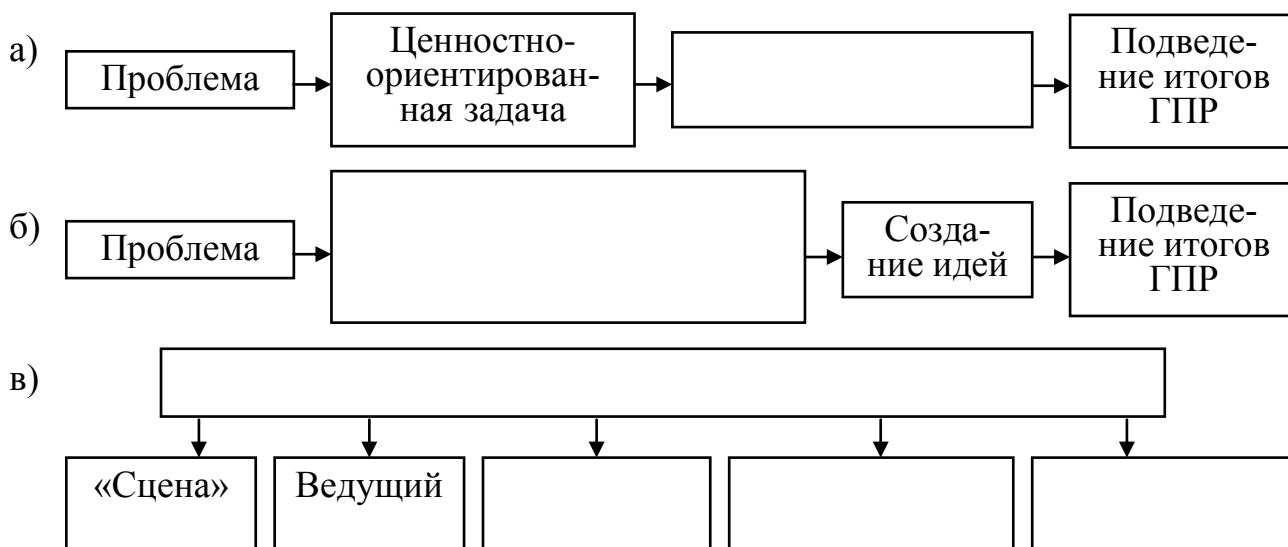 а)
Проблема
Ценностно-
ориентирован-
ная задача
Подведе-
ние итогов
ГПР
б)
Проблема
Созда-
ние идей
Подведе-
ние итогов
ГПР
в)
«Сцена»
Ведущий